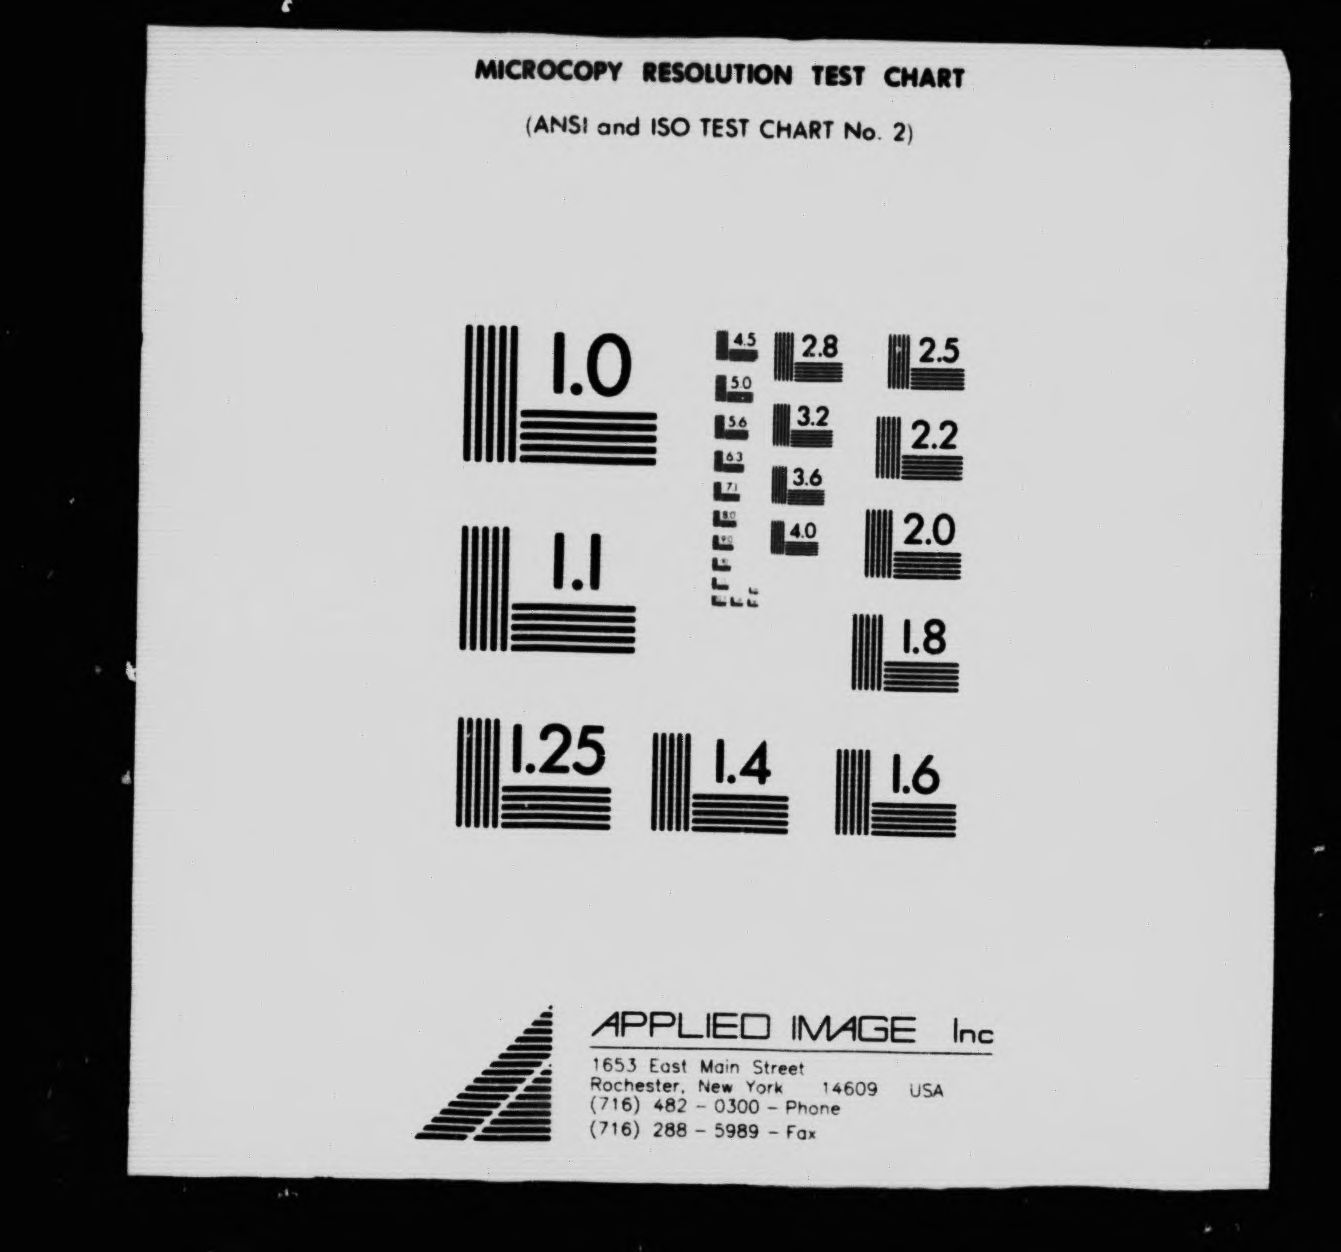 MICROCOPY RESOLUTION TEST CHART
(ANSI and ISO TEST CHART No. 2)
1.0
4.5
2.8
2.5
5.0
3.2
2.2
5.6
6.3
3.6
7.1
2.0
8.0
4.0
9.0
1.1
1.8
1.25
1.4
1.6
APPLIED IMAGE Inc
1653 East Main Street
Rochester, New York 14609 USA
(716) 482 - 0300 - Phone
(716) 288 - 5989 - Fax